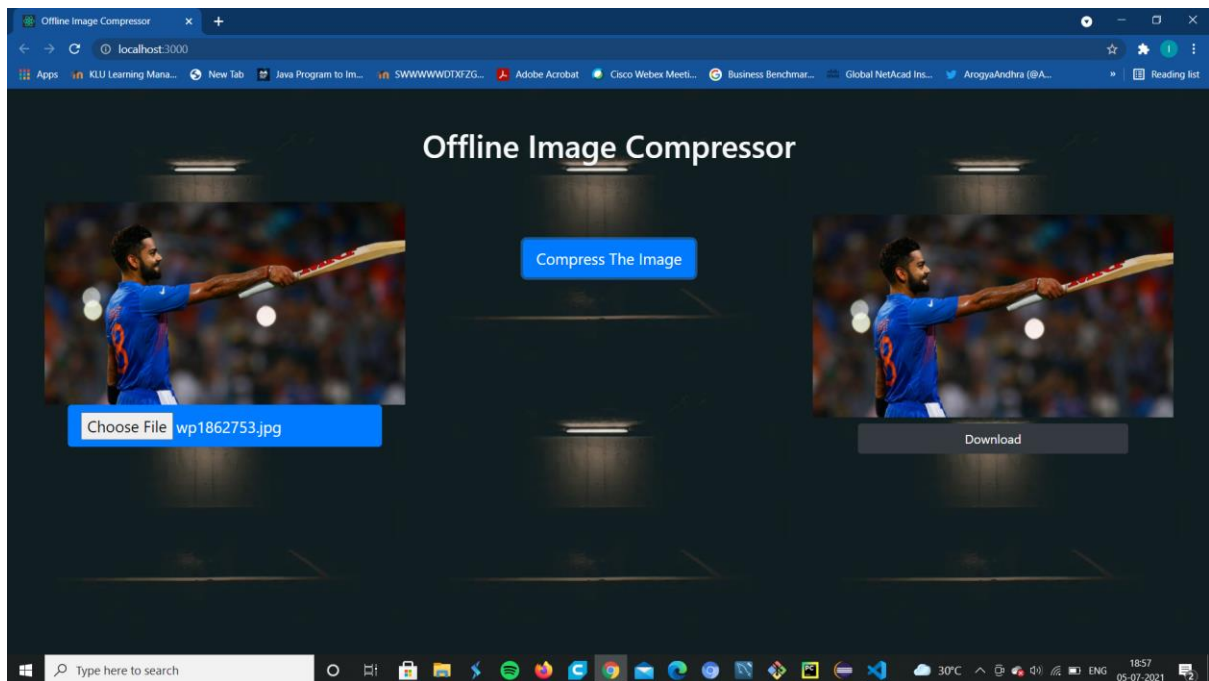 Offline Image Compressor
localhost:3000
Apps
KLU Learning Mana...
New Tab
Java Program to Im...
SWWWWWDTXFZG...
Adobe Acrobat
Cisco Webex Meeti...
Business Benchmar...
Global NetAcad Ins...
ArogyaAndhra (@A...
»
Reading list
Offline Image Compressor
Compress The Image
8
8
Choose File wp1862753.jpg
Download
Type here to search
30°C
ENG
18:57
05-07-2021